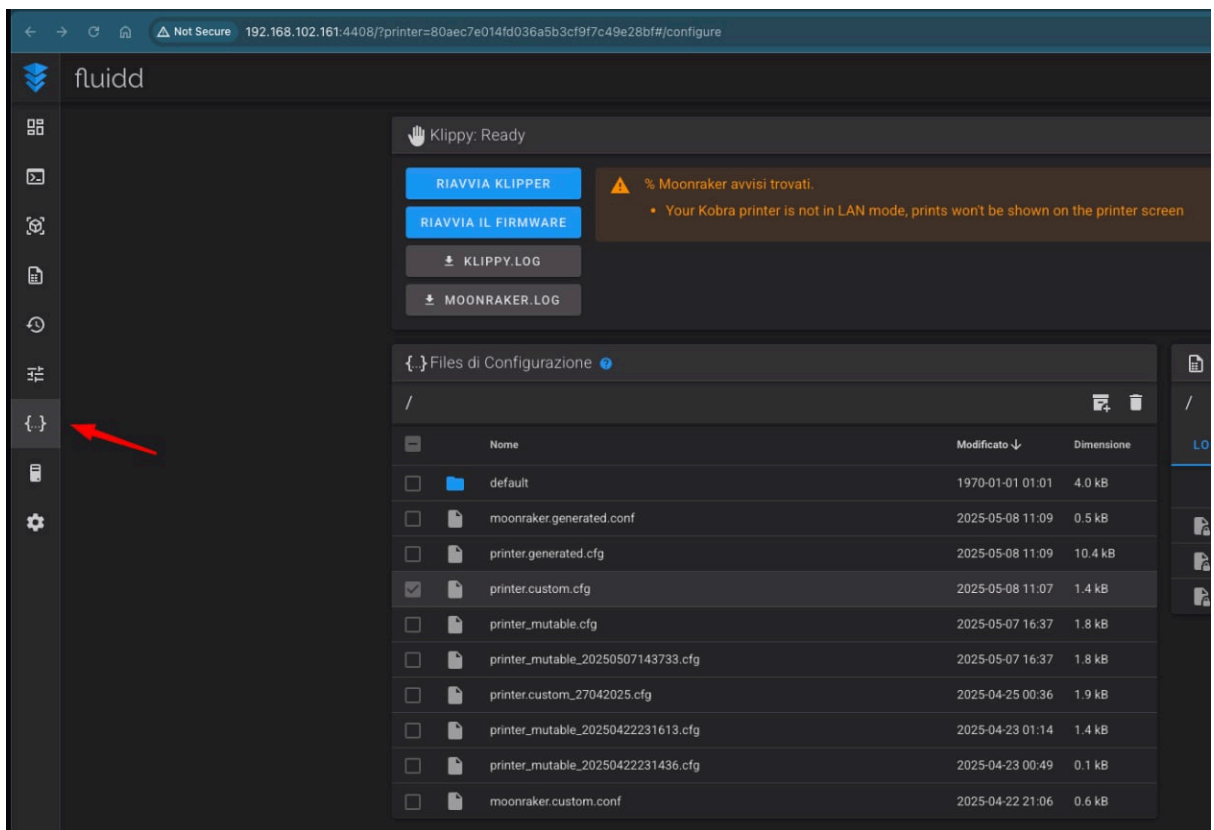 Not Secure 192.168.102.161:4408/?printer=80aec7e014fd036a5b3cf9f7c49e28bf#/configure
fluidd
Klippy: Ready
RIAVVIA KLIPPER
RIAVVIA IL FIRMWARE
KLIPPY.LOG
MOONRAKER.LOG
% Moonraker avvisi trovati.
• Your Kobra printer is not in LAN mode, prints won't be shown on the printer screen
{...} Files di Configurazione
/
/
Nome Modificato Dimensione
LO
default 1970-01-01 01:01 4.0 kB
moonraker.generated.conf 2025-05-08 11:09 0.5 kB
printer.generated.cfg 2025-05-08 11:09 10.4 kB
printer.custom.cfg 2025-05-08 11:07 1.4 kB
printer_mutable.cfg 2025-05-07 16:37 1.8 kB
printer_mutable_20250507143733.cfg 2025-05-07 16:37 1.8 kB
printer.custom_27042025.cfg 2025-04-25 00:36 1.9 kB
printer_mutable_20250422231613.cfg 2025-04-23 01:14 1.4 kB
printer_mutable_20250422231436.cfg 2025-04-23 00:49 0.1 kB
moonraker.custom.conf 2025-04-22 21:06 0.6 kB